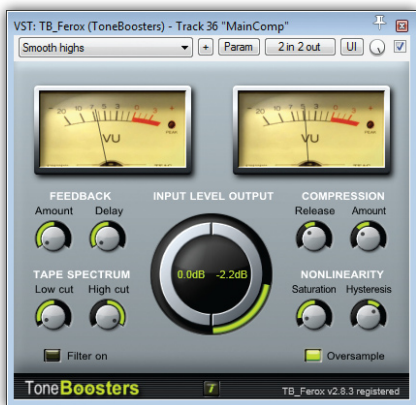 VST: TB_Ferox (ToneBoosters) - Track 36 "MainComp"
Smooth highs + Param 2 in 2 out UI
VU VU
FEEDBACK INPUT LEVEL OUTPUT COMPRESSION
Amount Delay Release Amount
0.0dB -2.2dB
TAPE SPECTRUM NONLINEARITY
Low cut High cut Saturation Hysteresis
Filter on Oversample
ToneBoosters T TB_Ferox v2.8.3 registered